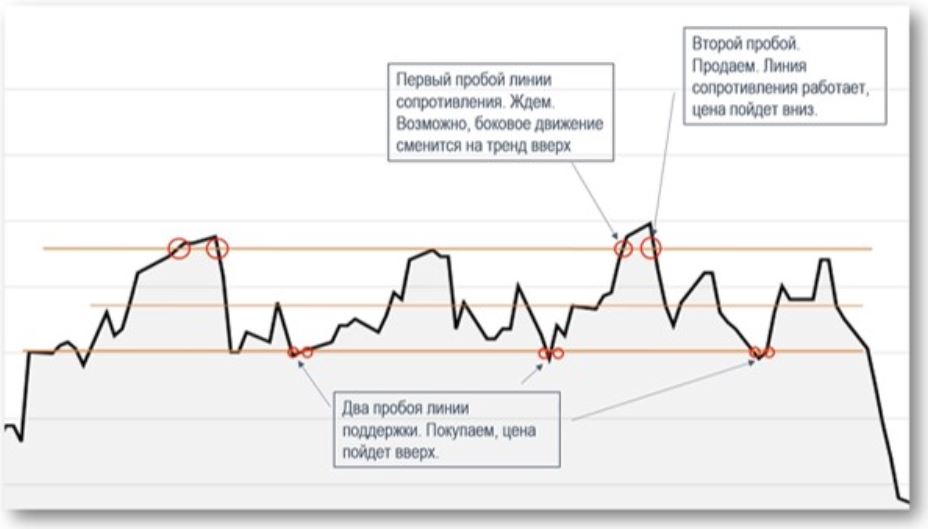 Второй пробой.
Продаем. Линия
сопротивления работает,
цена пойдет вниз.
Первый пробой линии
сопротивления. Ждем.
Возможно, боковое движение
сменится на тренд вверх
Два пробоя линии
поддержки. Покупаем, цена
пойдет вверх.